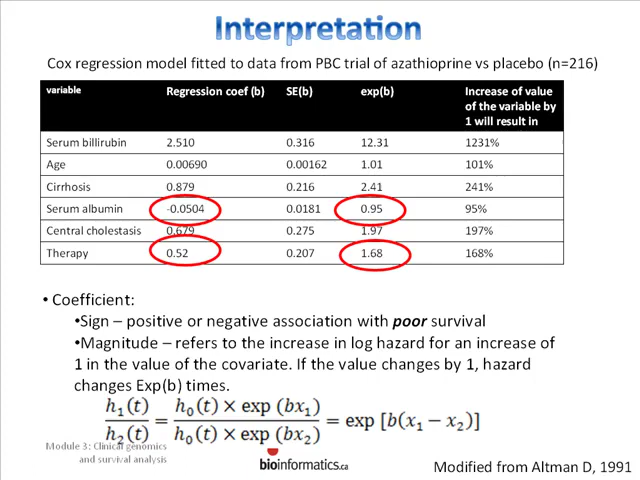 Interpretation
Cox regression model fitted to data from PBC trial of azathioprine vs placebo (n=216)
variable Regression coef (b) SE(b) exp(b) Increase of value
of the variable by
1 will result in
Serum billirubin 2.510 0.316 12.31 1231%
Age 0.00690 0.00162 1.01 101%
Cirrhosis 0.879 0.216 2.41 241%
Serum albumin -0.0504 0.0181 0.95 95%
Central cholestasis 0.679 0.275 1.97 197%
Therapy 0.52 0.207 1.68 168%
• Coefficient:
•Sign – positive or negative association with poor survival
•Magnitude – refers to the increase in log hazard for an increase of
1 in the value of the covariate. If the value changes by 1, hazard
changes Exp(b) times.
h₁(t)/h₂(t) = h₀(t) × exp (bx₁)/h₀(t) × exp (bx₂) = exp [b(x₁ − x₂)]
Module 3: Clinical genomics
and survival analysis
bioinformatics.ca
Modified from Altman D, 1991